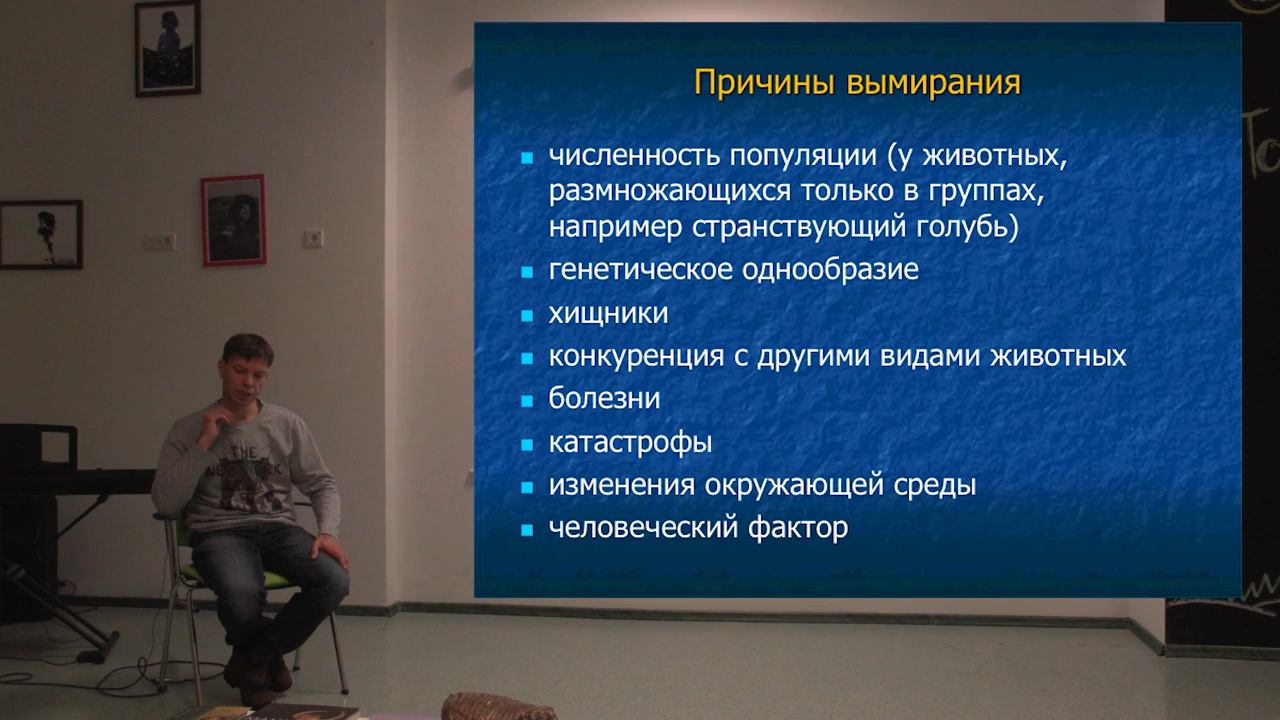 Причины вымирания
■ численность популяции (у животных,
размножающихся только в группах,
например странствующий голубь)
■ генетическое однообразие
■ хищники
■ конкуренция с другими видами животных
■ болезни
■ катастрофы
■ изменения окружающей среды
■ человеческий фактор
THE